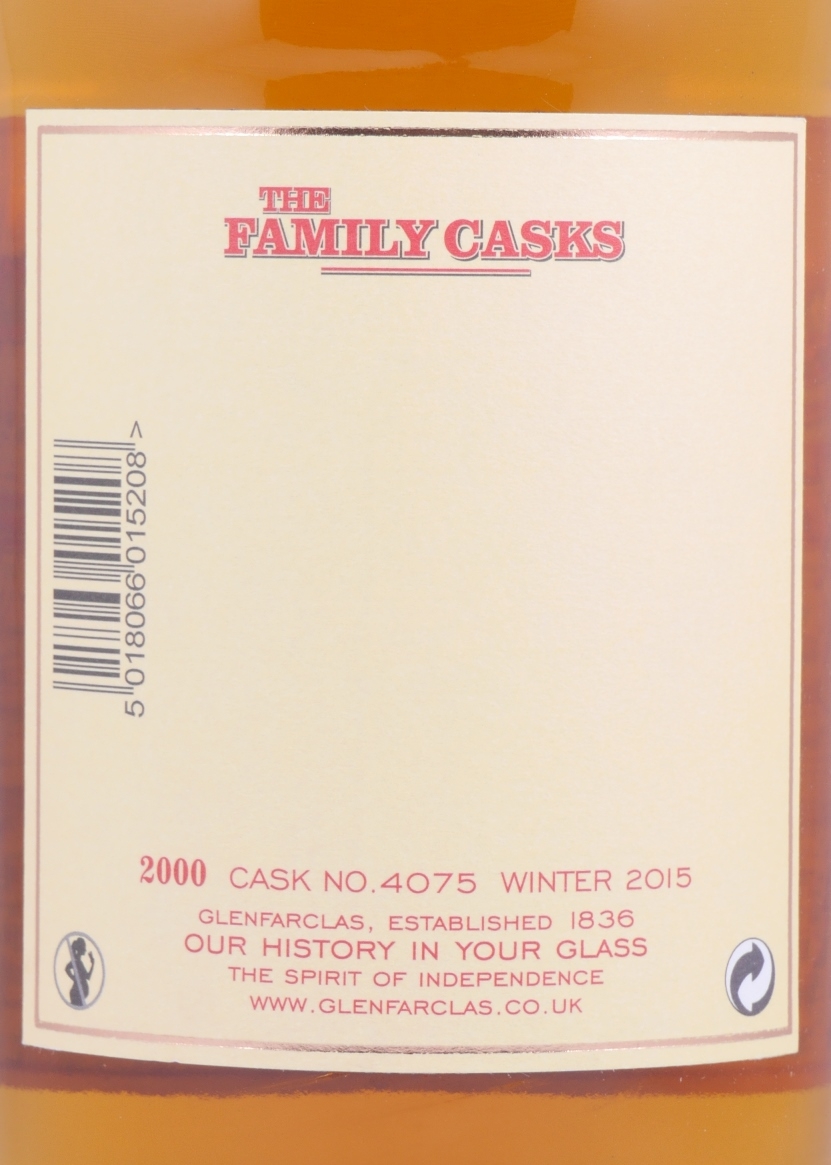 THE
FAMILY CASKS
5 018066 015208 >
2000 CASK NO.4075 WINTER 2015
GLENFARCLAS, ESTABLISHED 1836
OUR HISTORY IN YOUR GLASS
THE SPIRIT OF INDEPENDENCE
WWW.GLENFARCLAS.CO.UK